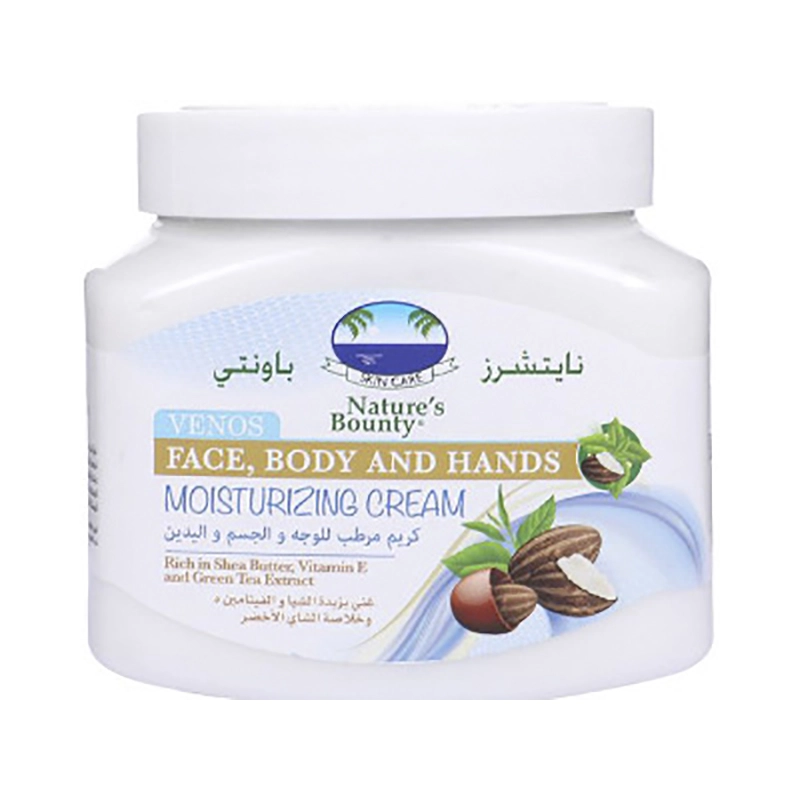 باونتي
نايتشرز
SKIN CARE
Nature's
Bounty®
VENOS
FACE, BODY AND HANDS
MOISTURIZING CREAM
كريم مرطب للوجه و الجسم و اليدين
Rich in Shea Butter, Vitamin E
and Green Tea Extract
غني بزبدة الشيا و الفيتامين ه
وخلاصة الشاي الأخضر